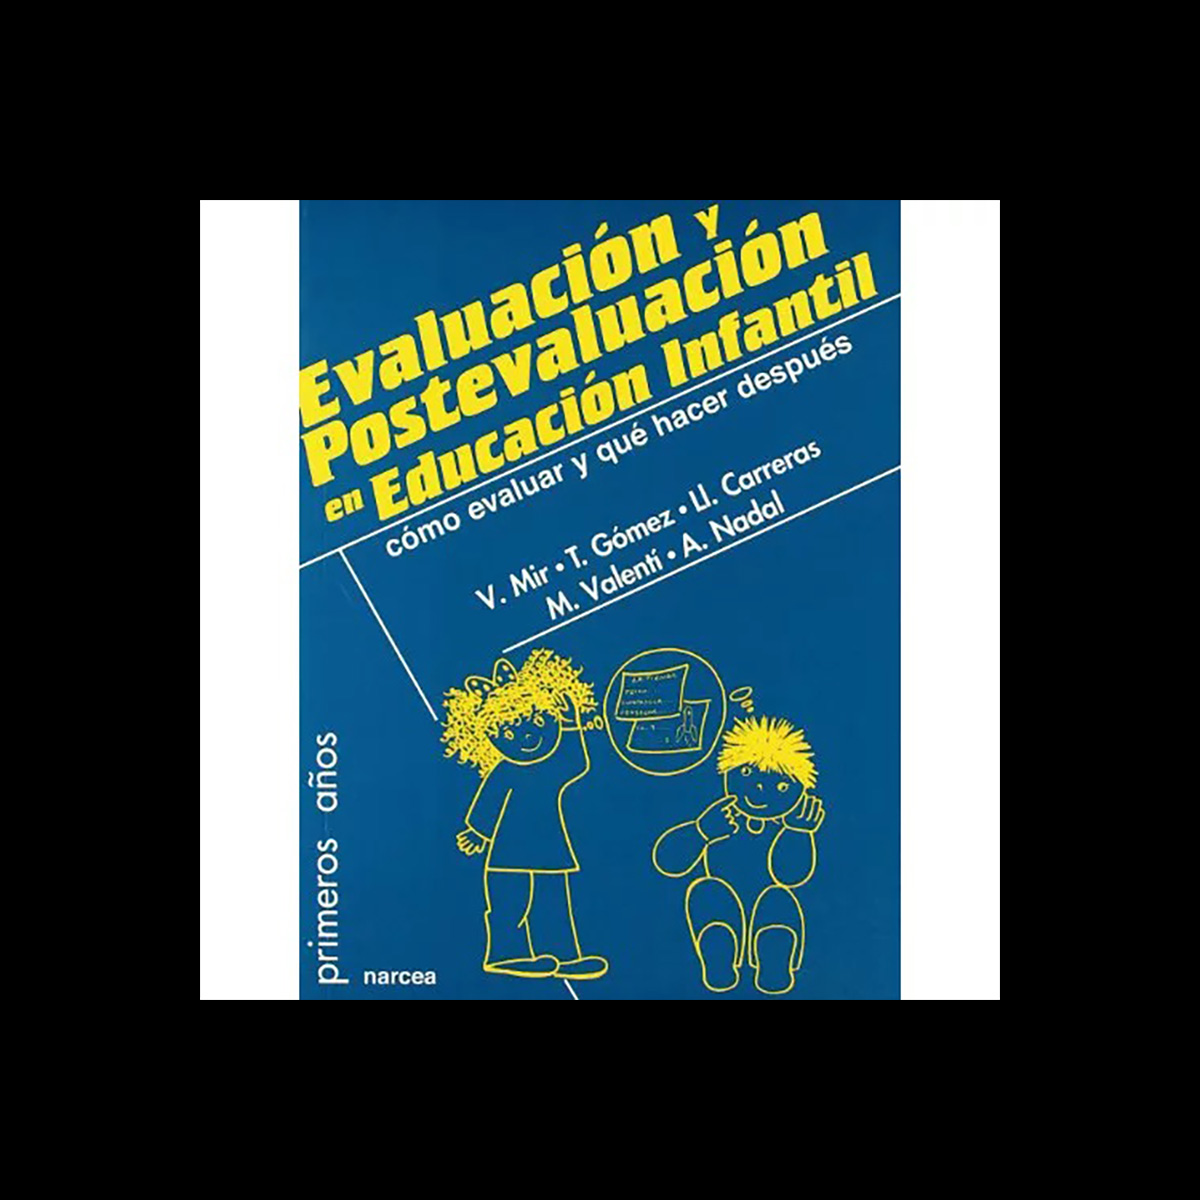 Evaluación y
Postevaluación
en Educación Infantil
cómo evaluar y qué hacer después
V. Mir • T. Gómez • Ll. Carreras
M. Valentí • A. Nadal
primeros años
narcea